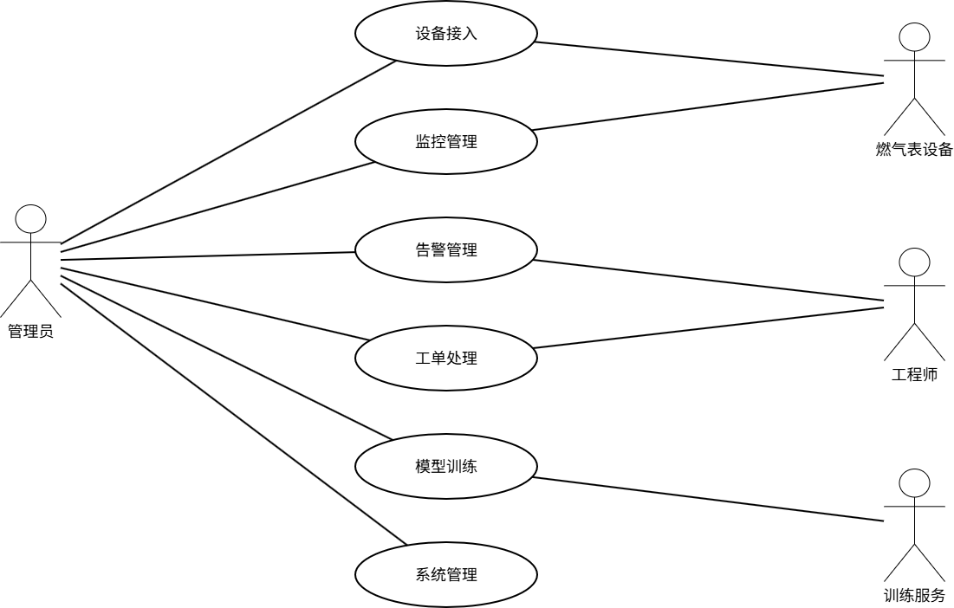 设备接入
监控管理
燃气表设备
告警管理
管理员
工单处理
工程师
模型训练
系统管理
训练服务